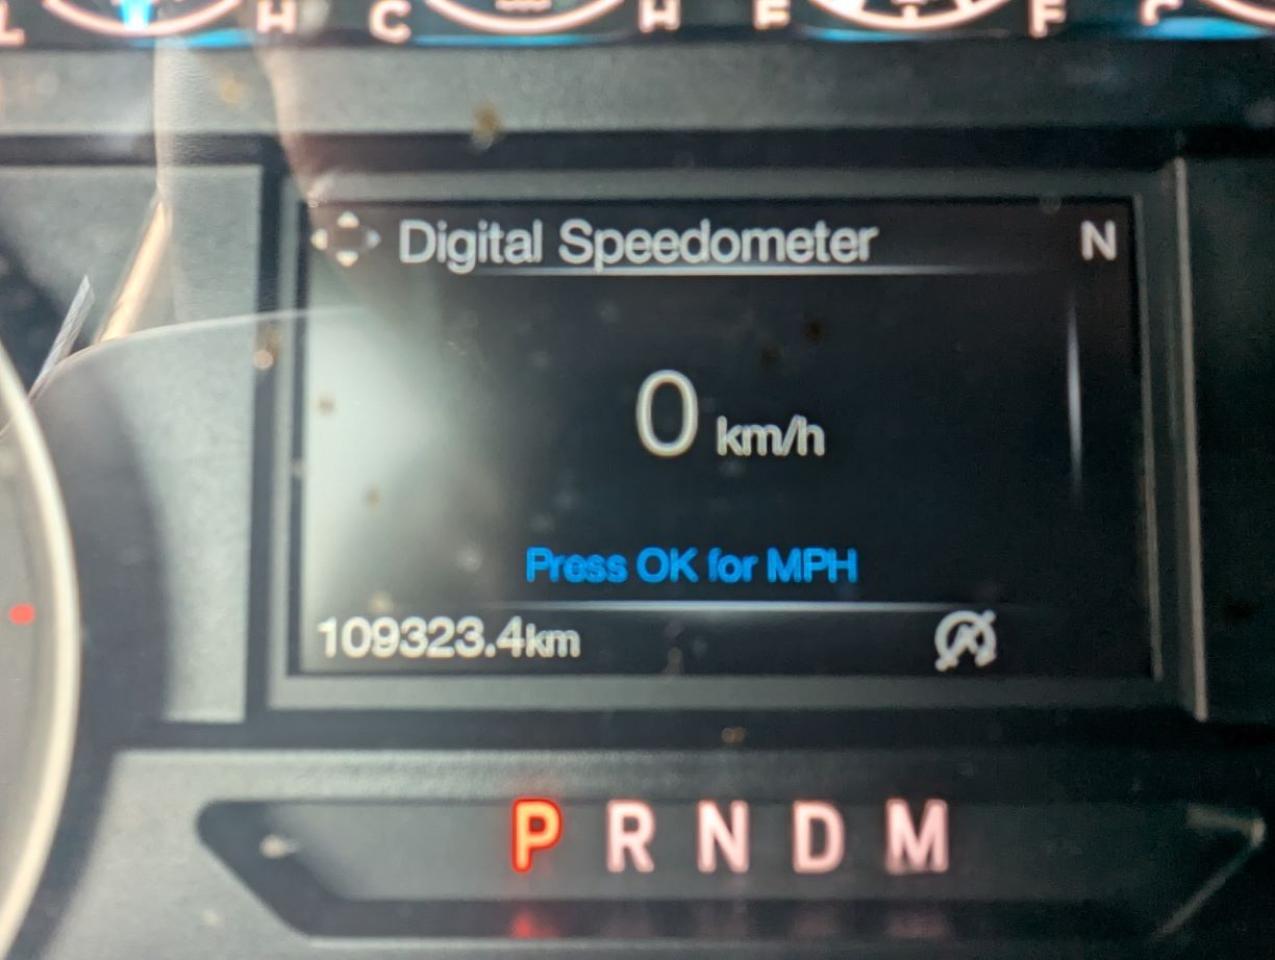 L H C H E F C
Digital Speedometer N
0 km/h
Press OK for MPH
109323.4km
P R N D M